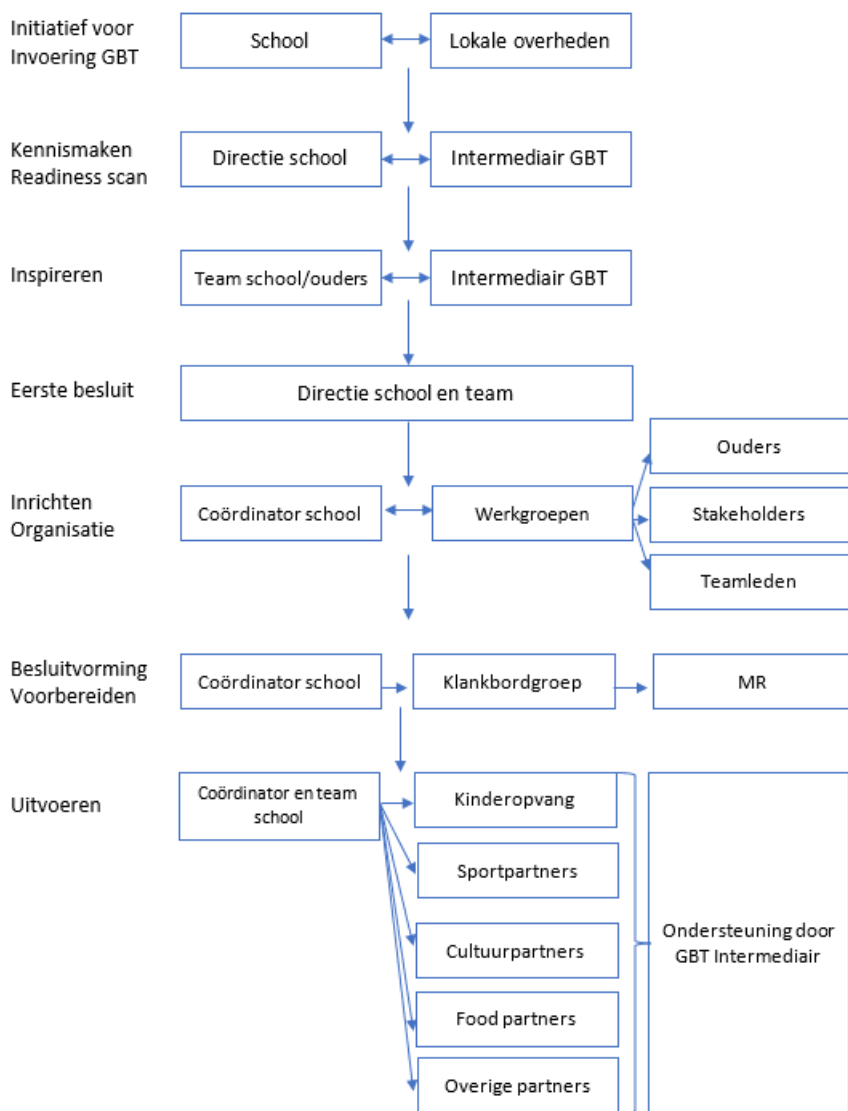 Initiatief voor
Invoering GBT
School
Lokale overheden
Kennismaken
Readiness scan
Directie school
Intermediair GBT
Inspireren
Team school/ouders
Intermediair GBT
Eerste besluit
Directie school en team
Inrichten
Organisatie
Coördinator school
Werkgroepen
Ouders
Stakeholders
Teamleden
Besluitvorming
Voorbereiden
Coördinator school
Klankbordgroep
MR
Uitvoeren
Coördinator en team
school
Kinderopvang
Sportpartners
Cultuurpartners
Food partners
Overige partners
Ondersteuning door
GBT Intermediair